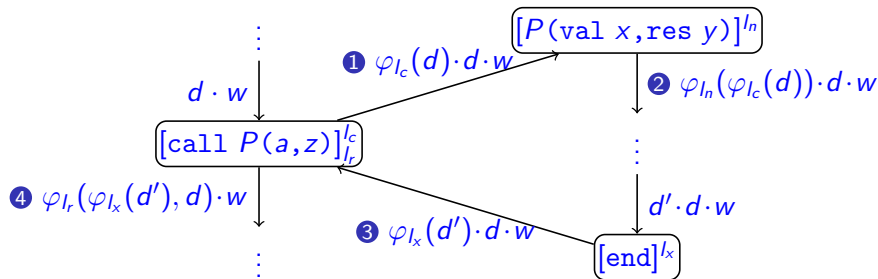 ⋮
[P(val x,res y)]^{l_n}
❶ φ_{l_c}(d)·d·w
❷ φ_{l_n}(φ_{l_c}(d))·d·w
d · w
[call P(a,z)]^{l_c}_{l_r}
⋮
❹ φ_{l_r}(φ_{l_x}(d′),d)·w
d′·d·w
❸ φ_{l_x}(d′)·d·w
[end]^{l_x}
⋮